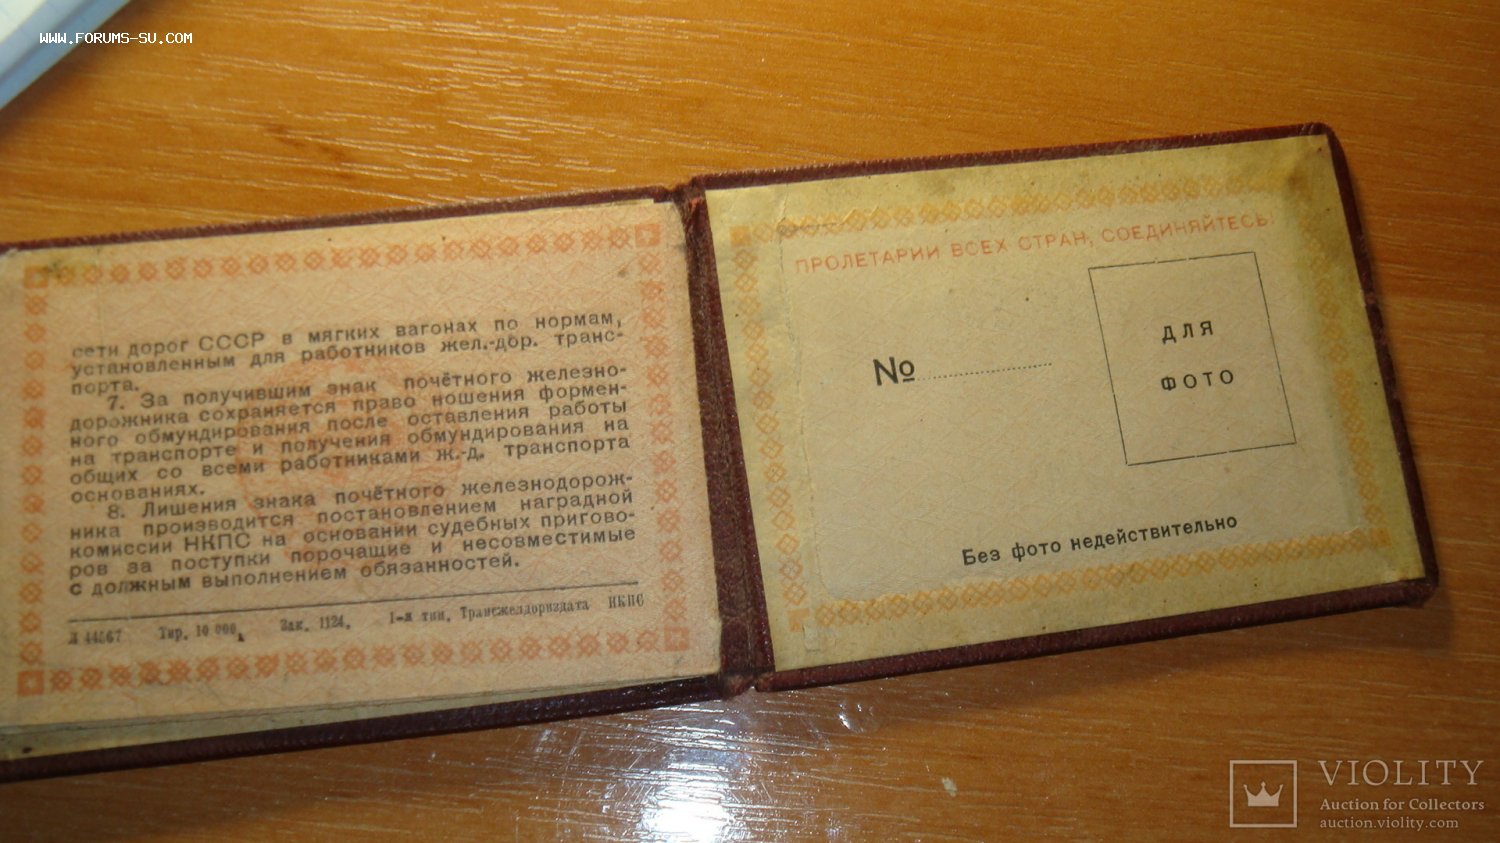 WWW.FORUMS-SU.COM
сети дорог СССР в мягких вагонах по нормам,
установленным для работников жел.-дор. транс-
порта.
7. За получившим знак почётного железно-
дорожника сохраняется право ношения формен-
ного обмундирования после оставления работы
на транспорте и получения обмундирования на
общих со всеми работниками ж.-д. транспорта
основаниях.
8. Лишения знака почётного железнодорож-
ника производится постановлением наградной
комиссии НКПС на основании судебных пригово-
ров за поступки порочащие и несовместимые
с должным выполнением обязанностей.
Л 44567 Тир. 10 000. Зак. 1124. 1-я тип. Трансжелдориздата НКПС
ПРОЛЕТАРИИ ВСЕХ СТРАН, СОЕДИНЯЙТЕСЬ!
№
ДЛЯ
ФОТО
Без фото недействительно
VIOLITY
Auction for Collectors
auction.violity.com